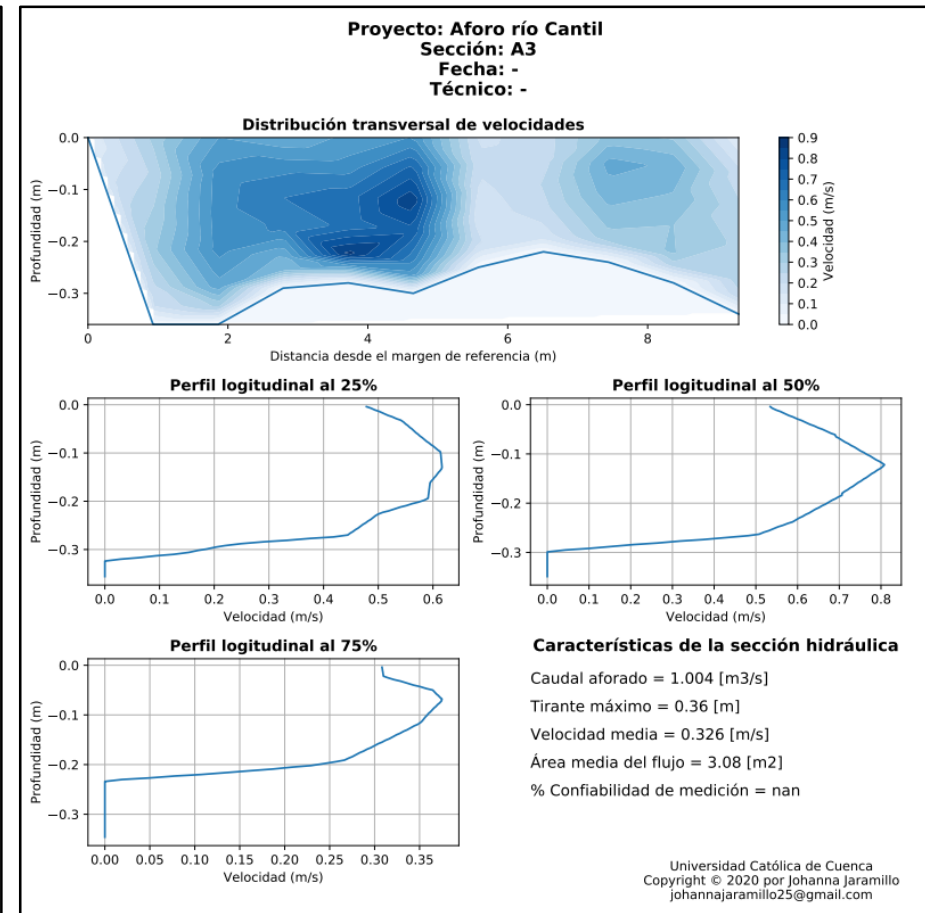 Proyecto: Aforo río Cantil
Sección: A3
Fecha: -
Técnico: -
Distribución transversal de velocidades
Profundidad (m)
0.0
−0.1
−0.2
−0.3
0
2
4
6
8
Distancia desde el margen de referencia (m)
0.9
0.8
0.7
0.6
0.5
0.4
0.3
0.2
0.1
0.0
Velocidad (m/s)
Perfil logitudinal al 25%
Profundidad (m)
0.0
−0.1
−0.2
−0.3
0.0 0.1 0.2 0.3 0.4 0.5 0.6
Velocidad (m/s)
Perfil logitudinal al 50%
Profundidad (m)
0.0
−0.1
−0.2
−0.3
0.0 0.1 0.2 0.3 0.4 0.5 0.6 0.7 0.8
Velocidad (m/s)
Perfil logitudinal al 75%
Profundidad (m)
0.0
−0.1
−0.2
−0.3
0.00 0.05 0.10 0.15 0.20 0.25 0.30 0.35
Velocidad (m/s)
Características de la sección hidráulica
Caudal aforado = 1.004 [m3/s]
Tirante máximo = 0.36 [m]
Velocidad media = 0.326 [m/s]
Área media del flujo = 3.08 [m2]
% Confiabilidad de medición = nan
Universidad Católica de Cuenca
Copyright © 2020 por Johanna Jaramillo
johannajaramillo25@gmail.com